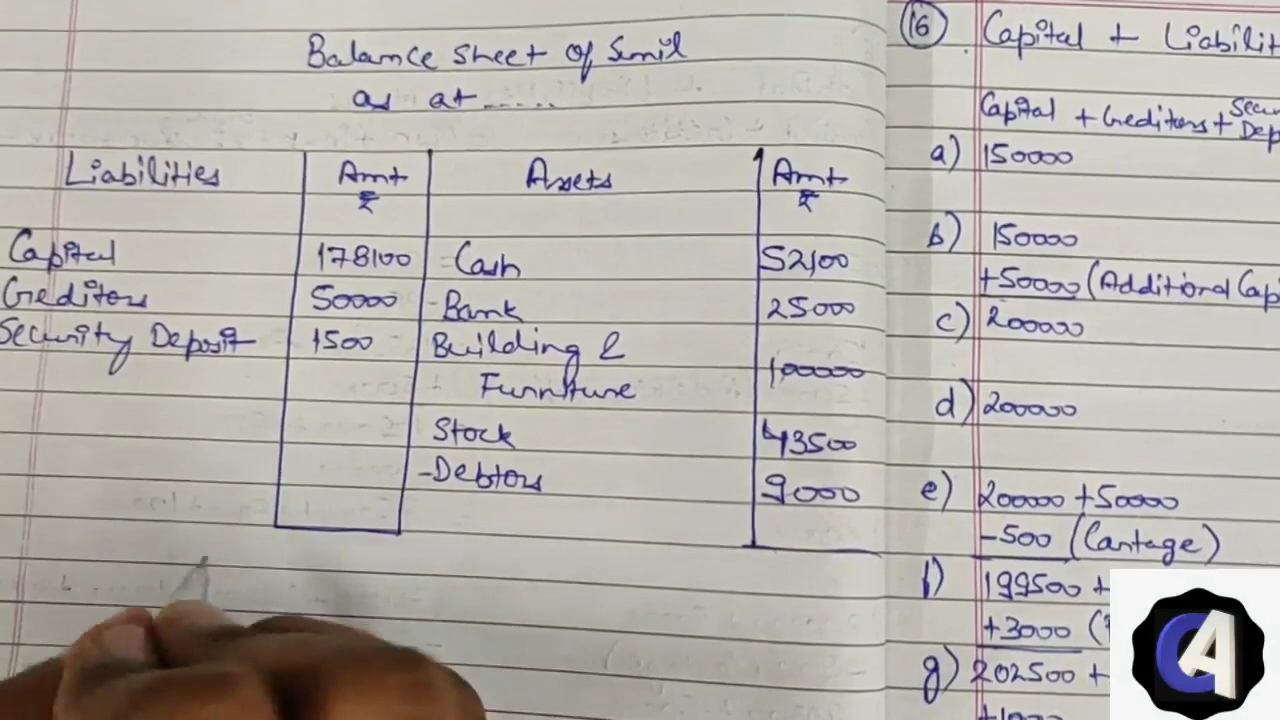 Balance Sheet of Sunil
as at.....
Liabilities Amt ₹ Assets Amt ₹
Capital 178100 Cash 52100
Creditors 50000 Bank 25000
Security Deposit 1500 Building &
Furniture 100000
Stock 43500
Debtors 9000
16 Capital + Liabilit
Capital + Creditors + Secu
Dep
a) 150000
b) 150000
+50000 (Additional Cap
c) 200000
d) 200000
e) 200000 +50000
-500 (Cartage)
f) 199500 +
+3000 (
g) 202500 +
CA